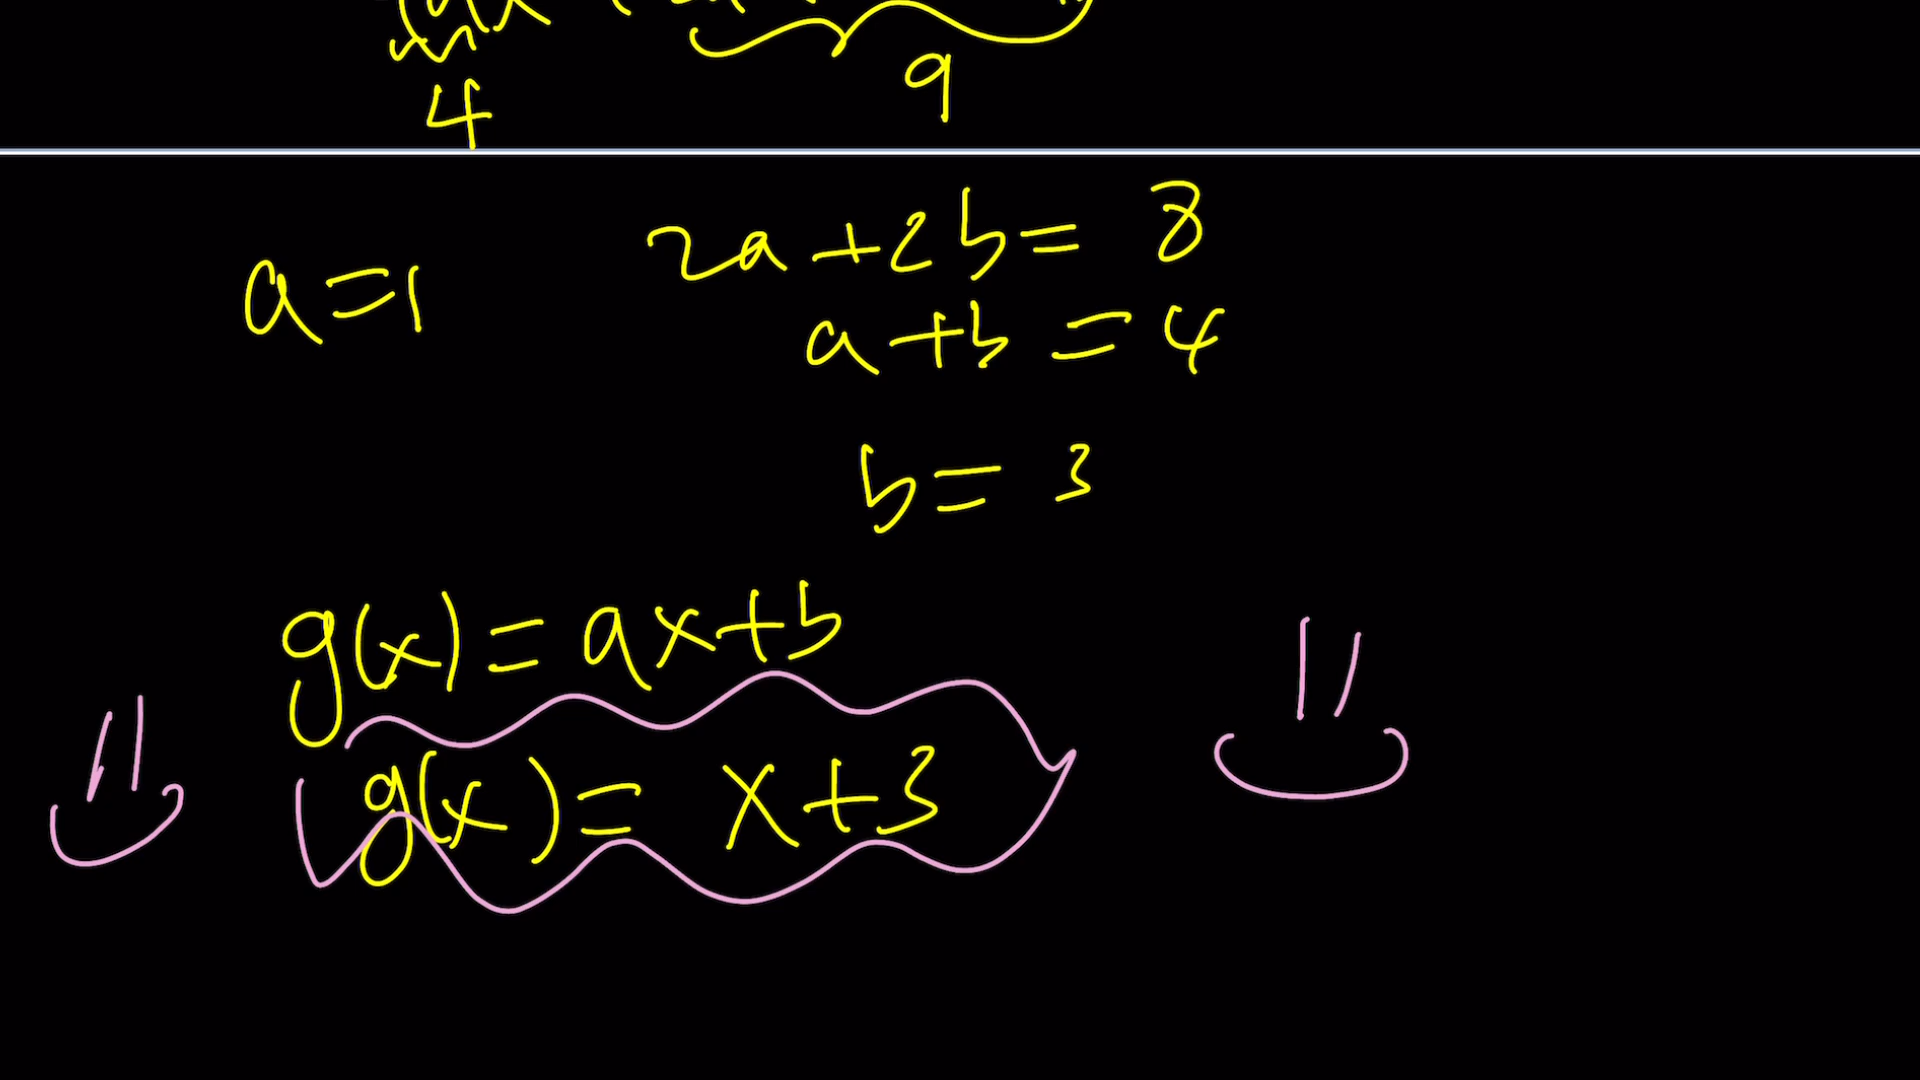 4 9
2a+2b= 8
a=1
a+b=4
b= 3
g(x)= ax+b
g(x)= x+3